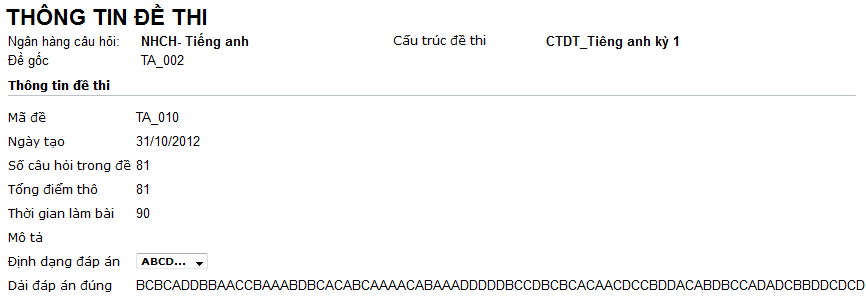 THÔNG TIN ĐỀ THI
Ngân hàng câu hỏi: NHCH- Tiếng anh Cấu trúc đề thi CTDT_Tiêng anh kỳ 1
Đề gốc TA_002
Thông tin đề thi
Mã đề TA_010
Ngày tạo 31/10/2012
Số câu hỏi trong đề 81
Tổng điểm thô 81
Thời gian làm bài 90
Mô tả
Định dạng đáp án ABCD...
Dải đáp án đúng BCBCADDBBAACCBAAABDBCACABCAAAACABAAADDDDDBCCDBCBCACAACDCCBDDACABDBCCADADCBBDDCDCD